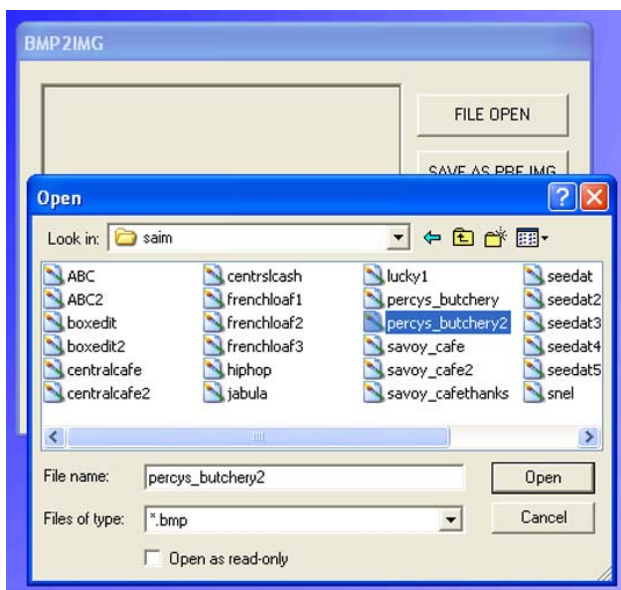 BMP2IMG
FILE OPEN
SAVE AS PRE IMG
Open
Look in: saim
ABC centrslcash lucky1 seedat
ABC2 frenchloaf1 percys_butchery seedat2
boxedit frenchloaf2 percys_butchery2 seedat3
boxedit2 frenchloaf3 savoy_cafe seedat4
centralcafe hiphop savoy_cafe2 seedat5
centralcafe2 jabula savoy_cafethanks snel
File name: percys_butchery2 Open
Files of type: *.bmp Cancel
Open as read-only